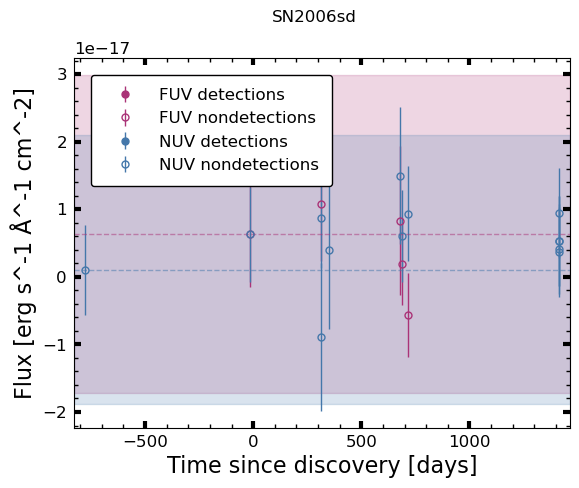 SN2006sd
1e−17
3
2
1
0
−1
−2
FUV detections
FUV nondetections
NUV detections
NUV nondetections
Flux [erg s^-1 Å^-1 cm^-2]
−500
0
500
1000
Time since discovery [days]